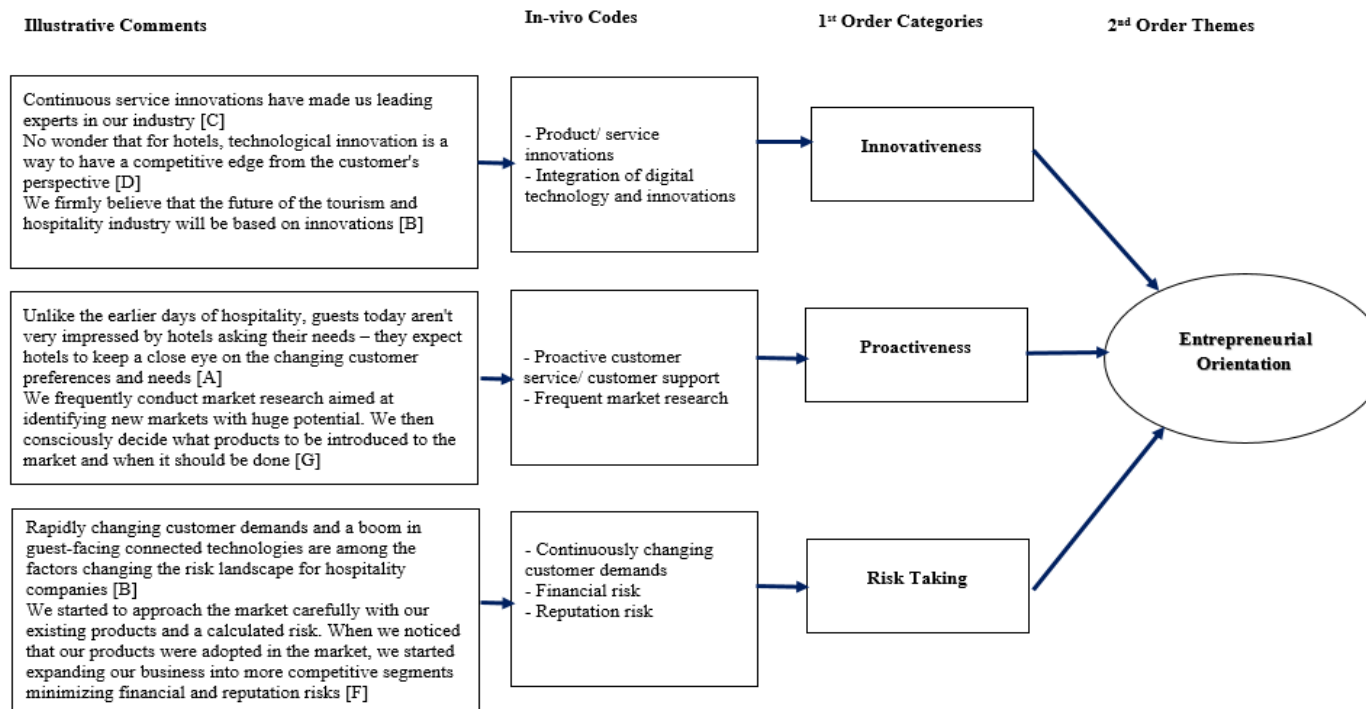 Illustrative Comments
In-vivo Codes
1st Order Categories
2nd Order Themes
Continuous service innovations have made us leading
experts in our industry [C]
No wonder that for hotels, technological innovation is a
way to have a competitive edge from the customer's
perspective [D]
We firmly believe that the future of the tourism and
hospitality industry will be based on innovations [B]
- Product/ service
innovations
- Integration of digital
technology and innovations
Innovativeness
Unlike the earlier days of hospitality, guests today aren't
very impressed by hotels asking their needs – they expect
hotels to keep a close eye on the changing customer
preferences and needs [A]
We frequently conduct market research aimed at
identifying new markets with huge potential. We then
consciously decide what products to be introduced to the
market and when it should be done [G]
- Proactive customer
service/ customer support
- Frequent market research
Proactiveness
Entrepreneurial
Orientation
Rapidly changing customer demands and a boom in
guest-facing connected technologies are among the
factors changing the risk landscape for hospitality
companies [B]
We started to approach the market carefully with our
existing products and a calculated risk. When we noticed
that our products were adopted in the market, we started
expanding our business into more competitive segments
minimizing financial and reputation risks [F]
- Continuously changing
customer demands
- Financial risk
- Reputation risk
Risk Taking